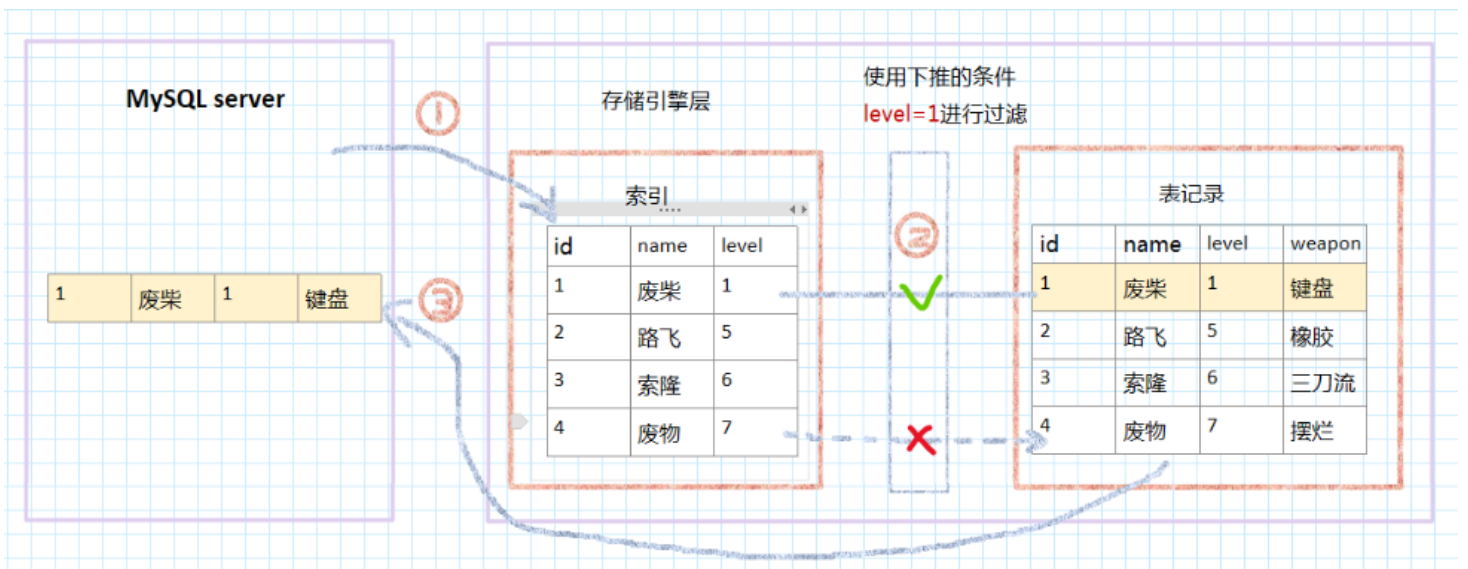 MySQL server
①
存储引擎层
使用下推的条件
level=1进行过滤
索引
id name level
1 废柴 1
2 路飞 5
3 索隆 6
4 废物 7
②
表记录
id name level weapon
1 废柴 1 键盘
2 路飞 5 橡胶
3 索隆 6 三刀流
4 废物 7 摆烂
③
1 废柴 1 键盘